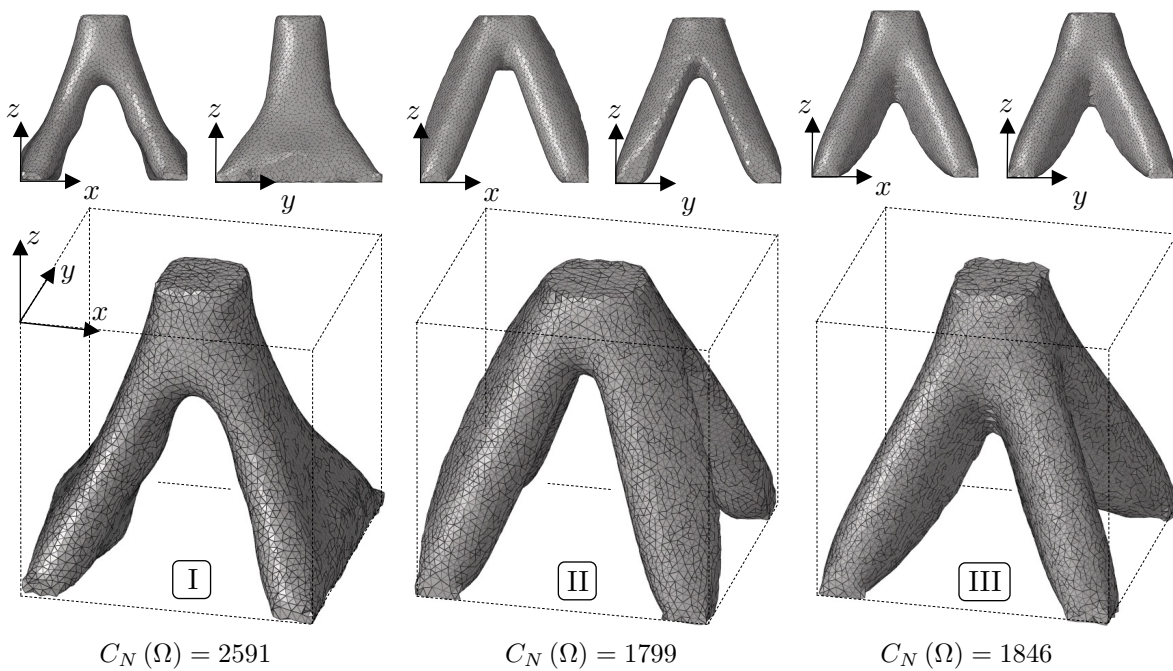 z
x
z
y
z
x
z
y
z
x
z
y
z
y
x
I
II
III
C_N (Ω) = 2591
C_N (Ω) = 1799
C_N (Ω) = 1846